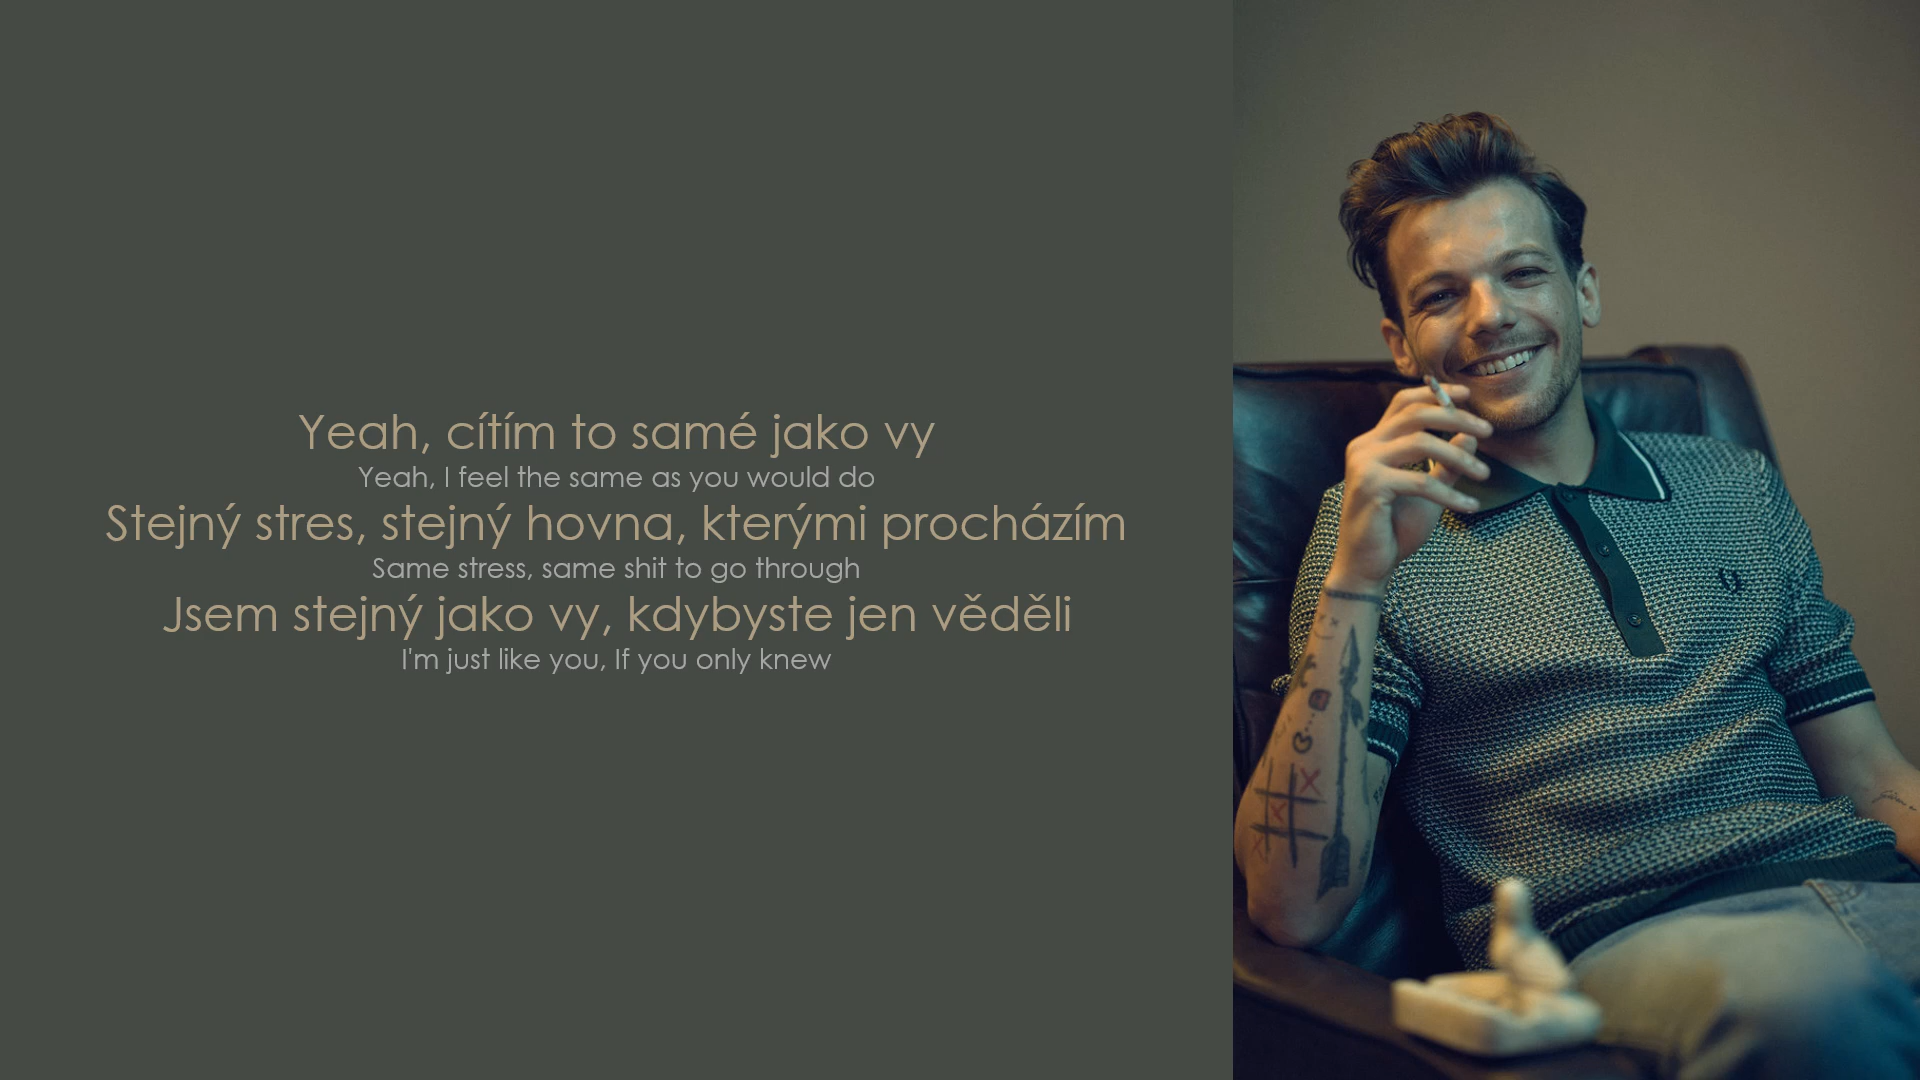 Yeah, cítím to samé jako vy
Yeah, I feel the same as you would do
Stejný stres, stejný hovna, kterými procházím
Same stress, same shit to go through
Jsem stejný jako vy, kdybyste jen věděli
I'm just like you, If you only knew